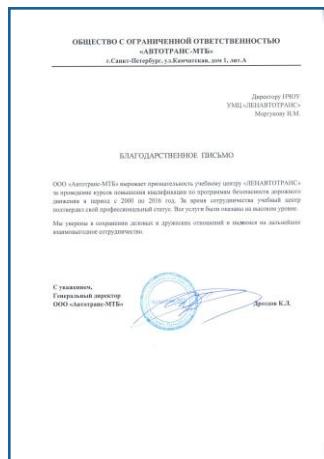 ОБЩЕСТВО С ОГРАНИЧЕННОЙ ОТВЕТСТВЕННОСТЬЮ
«АВТОТРАНС-МТБ»
г.Санкт-Петербург, ул.Камчатская, дом 1, лит.А
Директору НЧОУ
УМЦ «ЛЕНАВТОТРАНС»
Моргунову И.М.
БЛАГОДАРСТВЕННОЕ ПИСЬМО
ООО «Автотранс-МТБ» выражает признательность учебному центру «ЛЕНАВТОТРАНС»
за проведение курсов повышения квалификации по программам безопасности дорожного
движения в период с 2000 по 2016 год. За время сотрудничества учебный центр
подтвердил свой профессиональный статус. Все услуги были оказаны на высоком уровне.
Мы уверены в сохранении деловых и дружеских отношений и надеемся на дальнейшее
взаимовыгодное сотрудничество.
С уважением,
Генеральный директор
ООО «Автотранс-МТБ»
Дроздов К.Л.